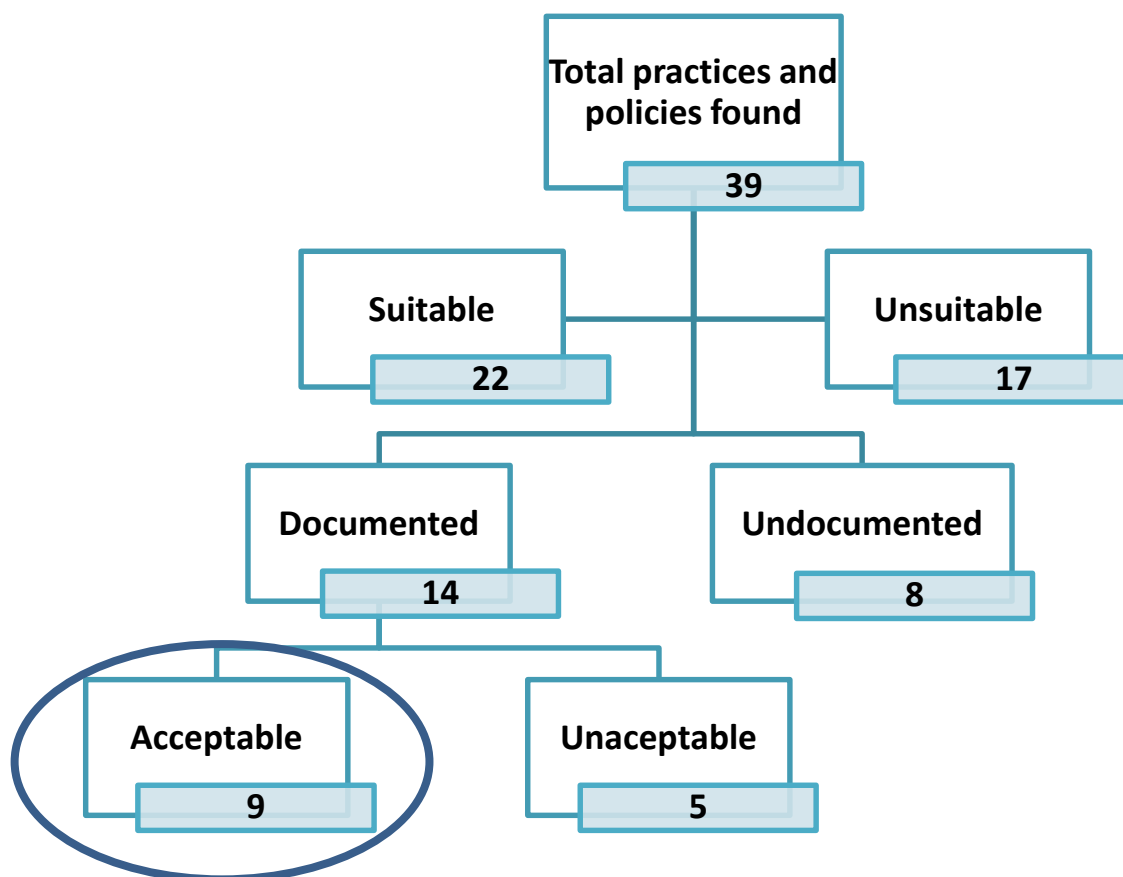 Total practices and
policies found
39
Suitable
22
Unsuitable
17
Documented
14
Undocumented
8
Acceptable
9
Unaceptable
5